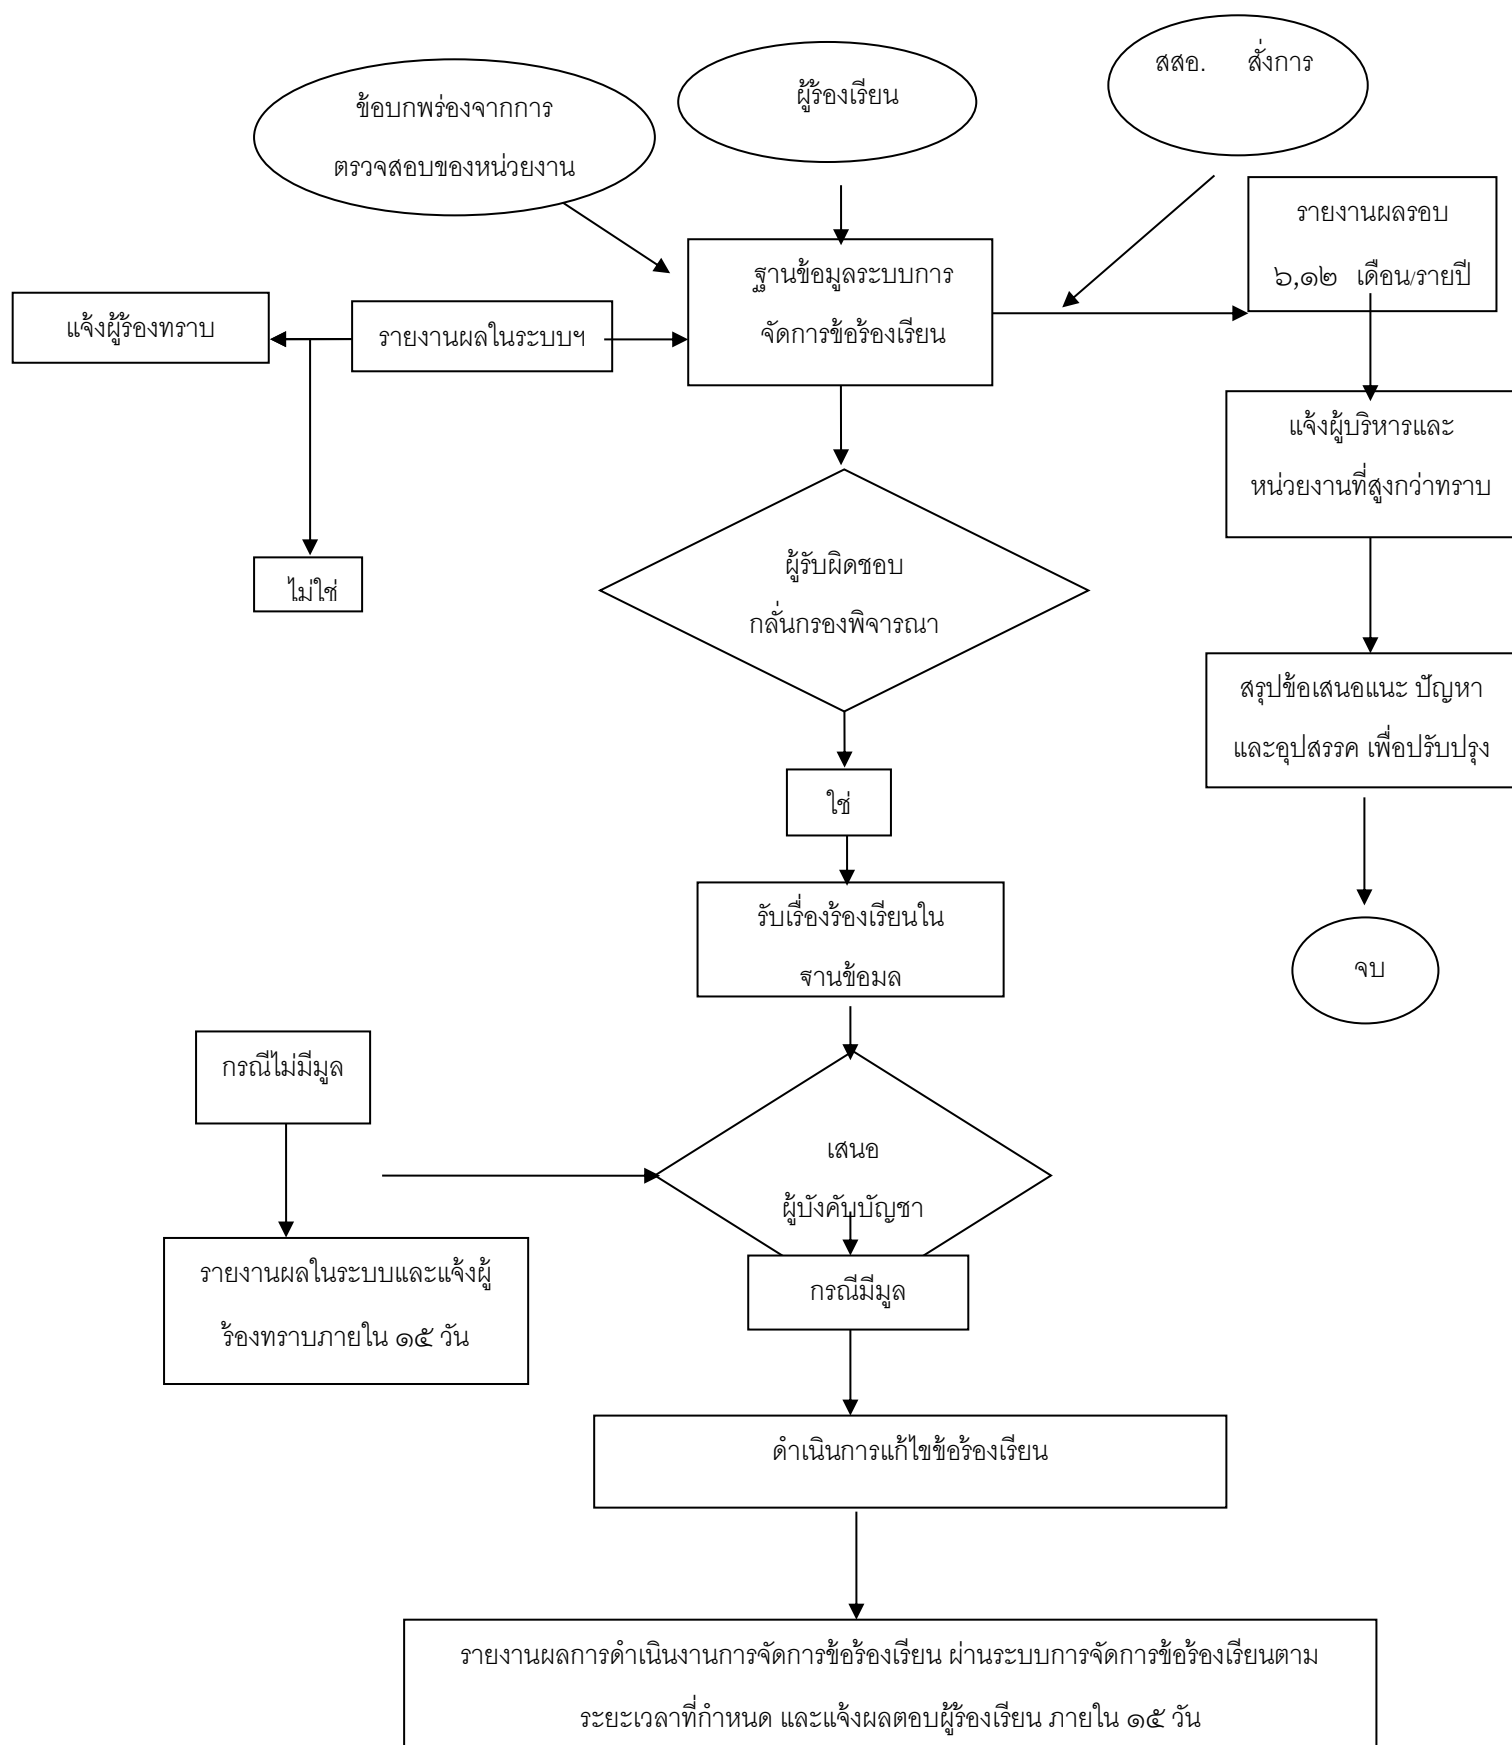 สสอ. สั่งการ
ผู้ร้องเรียน
ข้อบกพร่องจากการ
ตรวจสอบของหน่วยงาน
รายงานผลรอบ
๖,๑๒ เดือน/รายปี
ฐานข้อมูลระบบการ
จัดการข้อร้องเรียน
แจ้งผู้ร้องทราบ
รายงานผลในระบบฯ
แจ้งผู้บริหารและ
หน่วยงานที่สูงกว่าทราบ
ไม่ใช่
ผู้รับผิดชอบ
กลั่นกรองพิจารณา
สรุปข้อเสนอแนะ ปัญหา
และอุปสรรค เพื่อปรับปรุง
ใช่
รับเรื่องร้องเรียนใน
ฐานข้อมูล
จบ
กรณีไม่มีมูล
เสนอ
ผู้บังคับบัญชา
รายงานผลในระบบและแจ้งผู้
ร้องทราบภายใน ๑๕ วัน
กรณีมีมูล
ดำเนินการแก้ไขข้อร้องเรียน
รายงานผลการดำเนินงานการจัดการข้อร้องเรียน ผ่านระบบการจัดการข้อร้องเรียนตาม
ระยะเวลาที่กำหนด และแจ้งผลตอบผู้ร้องเรียน ภายใน ๑๕ วัน